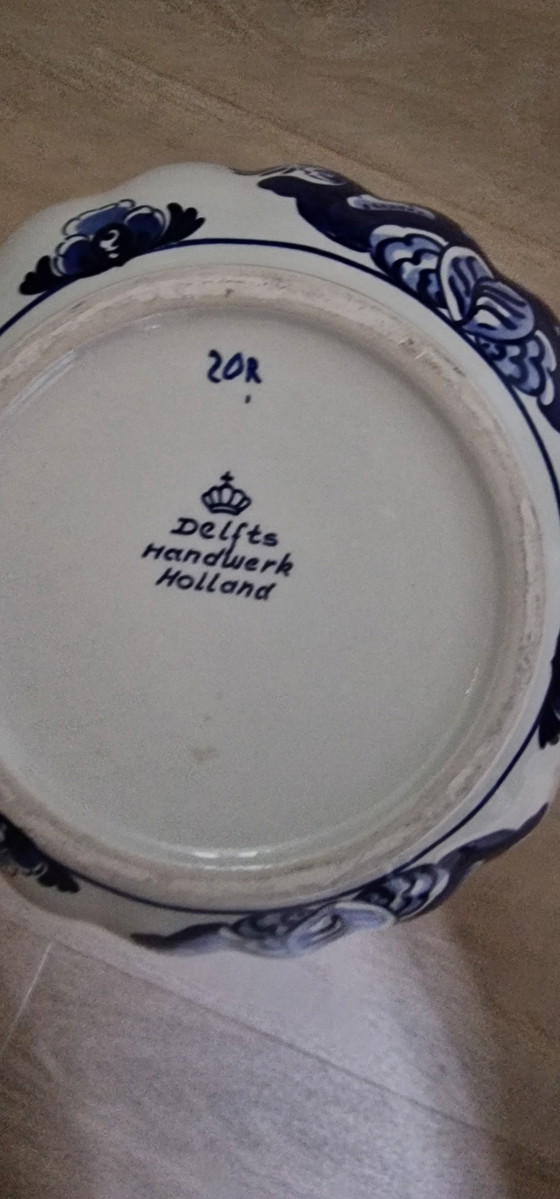 20R
Delfts
Handwerk
Holland